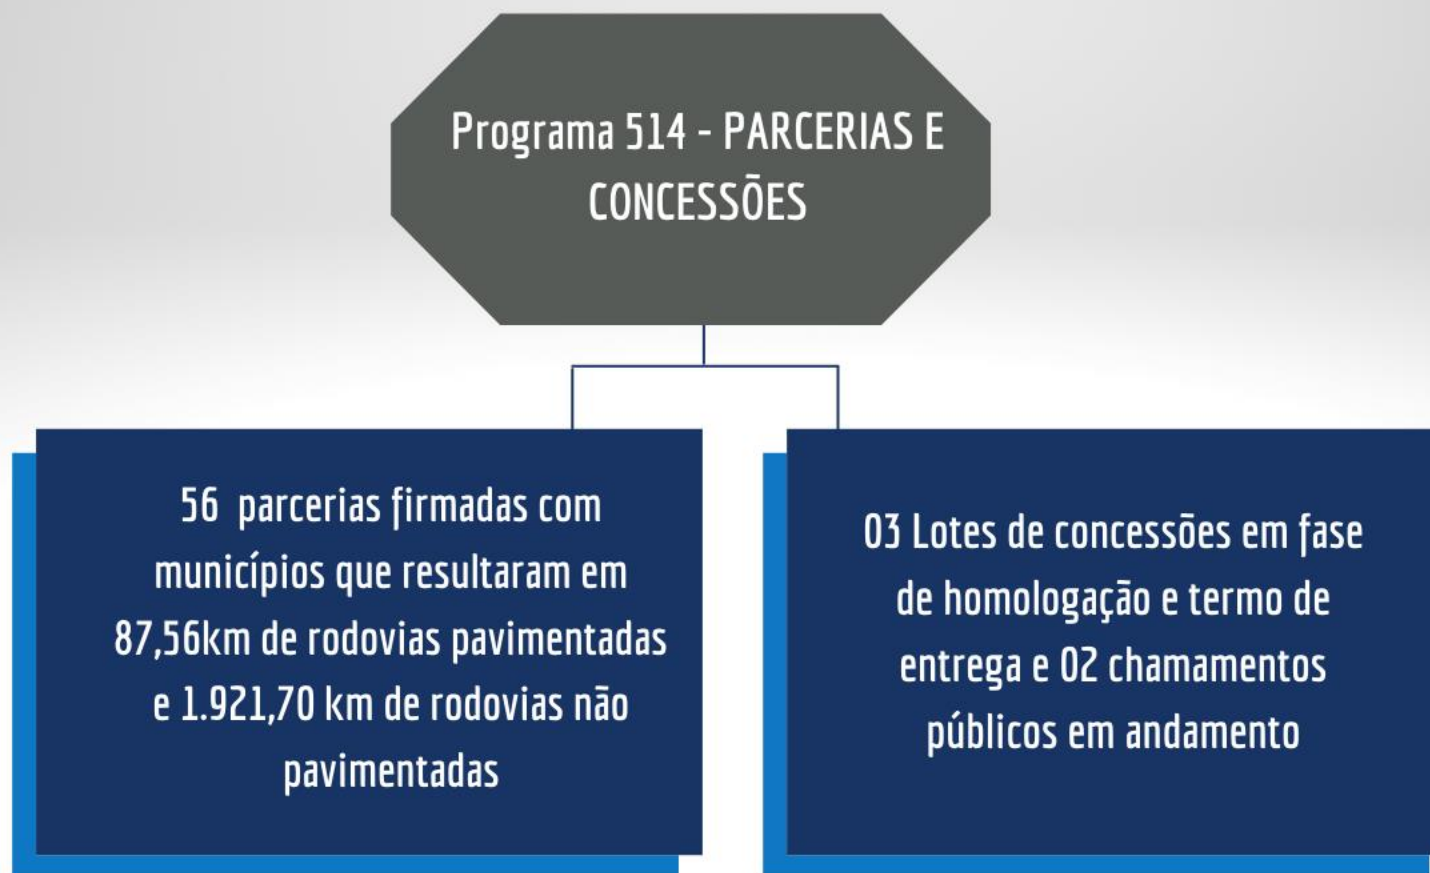 Programa 514 - PARCERIAS E
CONCESSÕES
56 parcerias firmadas com
municípios que resultaram em
87,56km de rodovias pavimentadas
e 1.921,70 km de rodovias não
pavimentadas
03 Lotes de concessões em fase
de homologação e termo de
entrega e 02 chamamentos
públicos em andamento